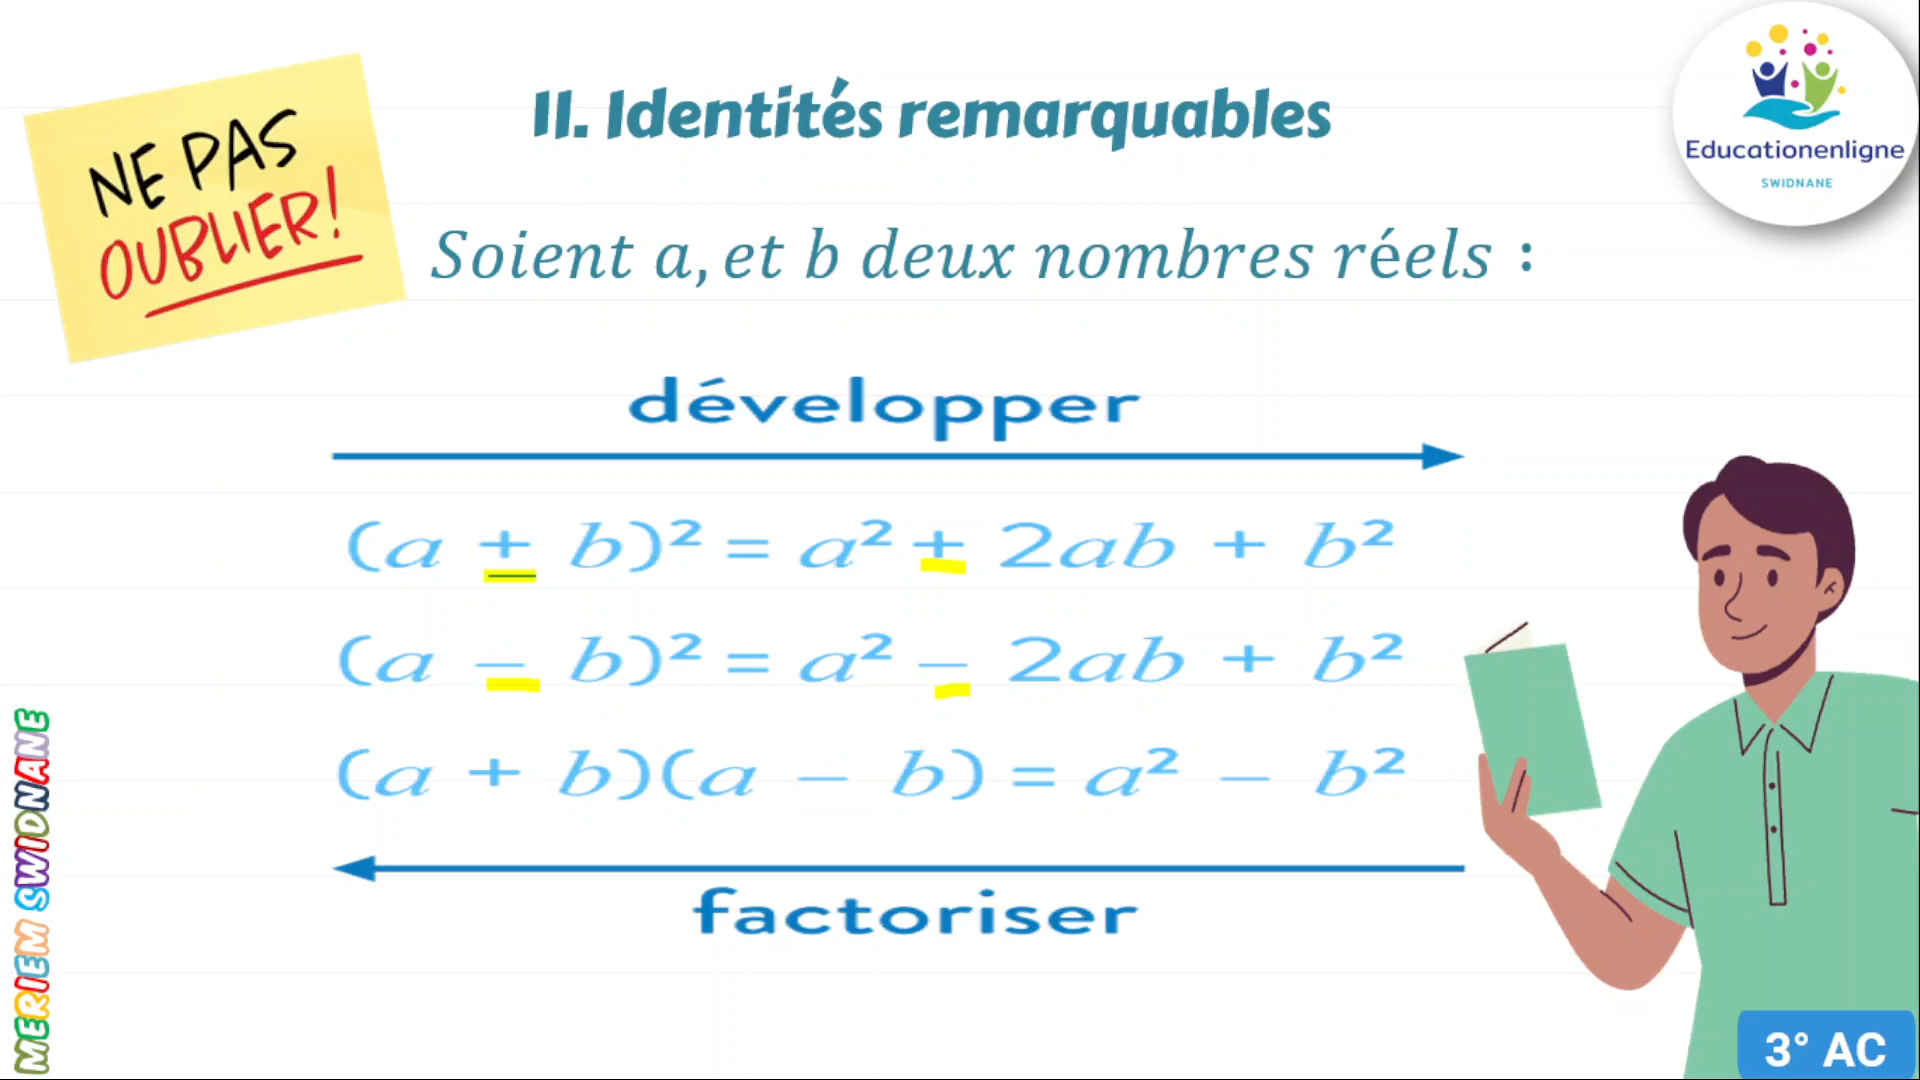 NE PAS
OUBLIER!
II. Identités remarquables
Educationenligne
SWIDNANE
Soient a, et b deux nombres réels :
développer
(a + b)² = a² + 2ab + b²
(a − b)² = a² − 2ab + b²
(a + b)(a − b) = a² − b²
factoriser
MERIEM SWIDNANE
3° AC